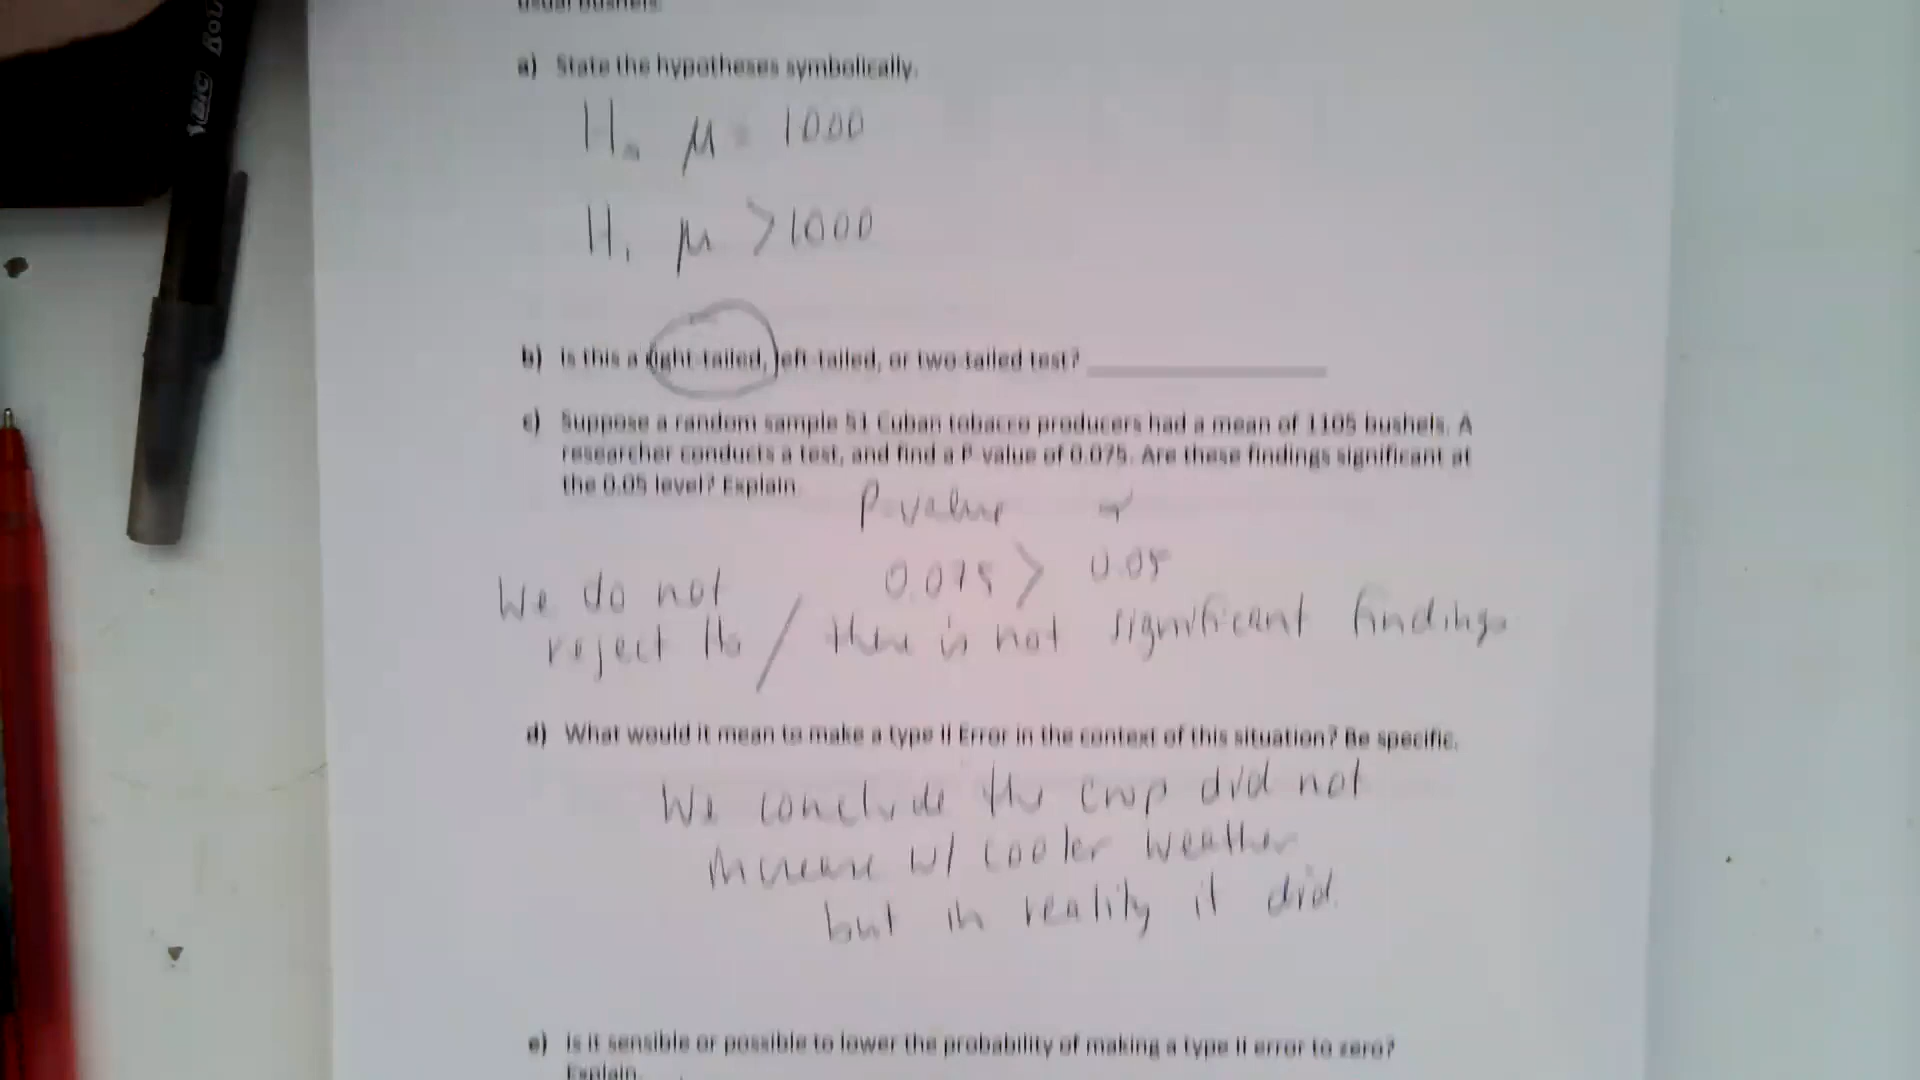 usual bushels.
a) State the hypotheses symbolically.
H₀ μ = 1000
H₁ μ > 1000
b) Is this a right-tailed, left-tailed, or two-tailed test?
c) Suppose a random sample 51 Cuban tobacco producers had a mean of 1105 bushels. A
researcher conducts a test, and find a P-value of 0.075. Are these findings significant at
the 0.05 level? Explain.
P-value α
0.075 > 0.05
We do not
reject H₀ / there is not significant findings
d) What would it mean to make a type II Error in the context of this situation? Be specific.
We conclude the crop did not
increase w/ cooler weather
but in reality it did.
e) Is it sensible or possible to lower the probability of making a type II error to zero?
Explain.
BIC